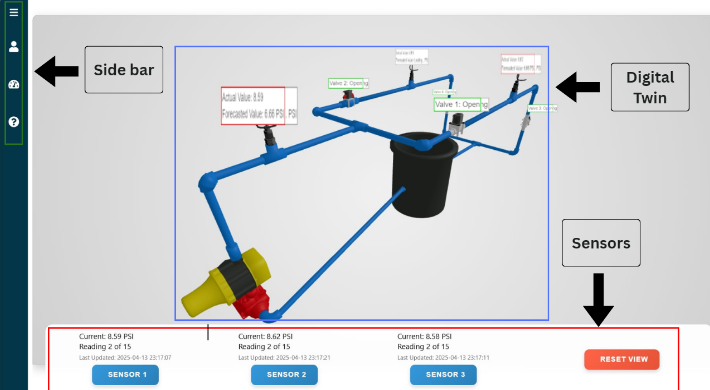 Side bar
Digital
Twin
Sensors
Actual Value: 8.59
Forecasted Value: 6.66 PSI PSI
Valve 2: Opening
Valve 1: Opening
Current: 8.59 PSI
Reading 2 of 15
Last Updated: 2025-04-13 23:17:07
SENSOR 1
Current: 8.62 PSI
Reading 2 of 15
Last Updated: 2025-04-13 23:17:21
SENSOR 2
Current: 8.58 PSI
Reading 2 of 15
Last Updated: 2025-04-13 23:17:11
SENSOR 3
RESET VIEW